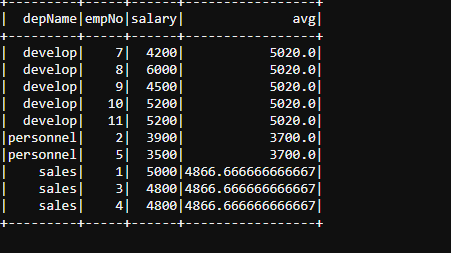 +---------+-----+------+-----------------+
|  depName|empNo|salary|              avg|
+---------+-----+------+-----------------+
|  develop|    7|  4200|           5020.0|
|  develop|    8|  6000|           5020.0|
|  develop|    9|  4500|           5020.0|
|  develop|   10|  5200|           5020.0|
|  develop|   11|  5200|           5020.0|
|personnel|    2|  3900|           3700.0|
|personnel|    5|  3500|           3700.0|
|    sales|    1|  5000|4866.666666666667|
|    sales|    3|  4800|4866.666666666667|
|    sales|    4|  4800|4866.666666666667|
+---------+-----+------+-----------------+